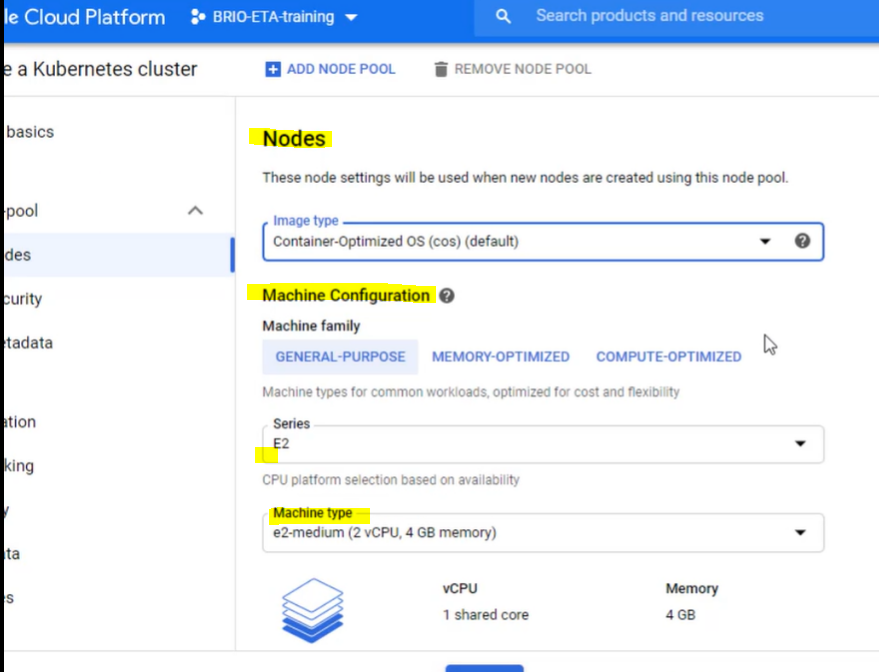 le Cloud Platform BRIO-ETA-training Search products and resources
e a Kubernetes cluster ADD NODE POOL REMOVE NODE POOL
basics
Nodes
These node settings will be used when new nodes are created using this node pool.
-pool
Image type
Container-Optimized OS (cos) (default)
des
curity
Machine Configuration
Machine family
etadata
GENERAL-PURPOSE MEMORY-OPTIMIZED COMPUTE-OPTIMIZED
Machine types for common workloads, optimized for cost and flexibility
ation
Series
E2
king
CPU platform selection based on availability
y
Machine type
e2-medium (2 vCPU, 4 GB memory)
ta
vCPU Memory
es
1 shared core 4 GB